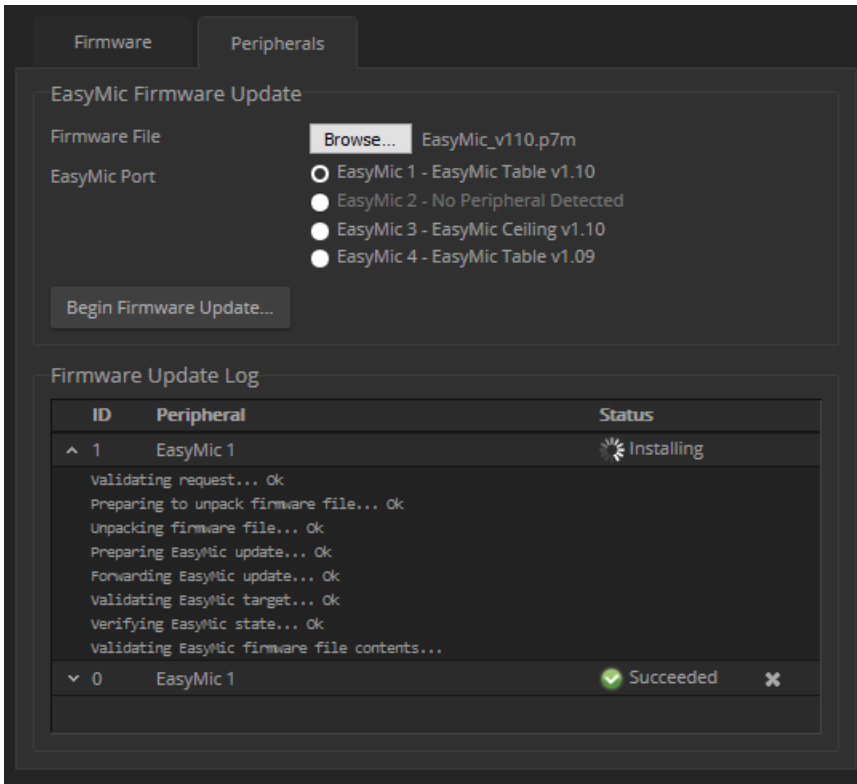 Firmware Peripherals
EasyMic Firmware Update
Firmware File Browse... EasyMic_v110.p7m
EasyMic Port EasyMic 1 - EasyMic Table v1.10
EasyMic 2 - No Peripheral Detected
EasyMic 3 - EasyMic Ceiling v1.10
EasyMic 4 - EasyMic Table v1.09
Begin Firmware Update...
Firmware Update Log
ID Peripheral Status
1 EasyMic 1 Installing
Validating request... Ok
Preparing to unpack firmware file... Ok
Unpacking firmware file... Ok
Preparing EasyMic update... Ok
Forwarding EasyMic update... Ok
Validating EasyMic target... Ok
Verifying EasyMic state... Ok
Validating EasyMic firmware file contents...
0 EasyMic 1 Succeeded